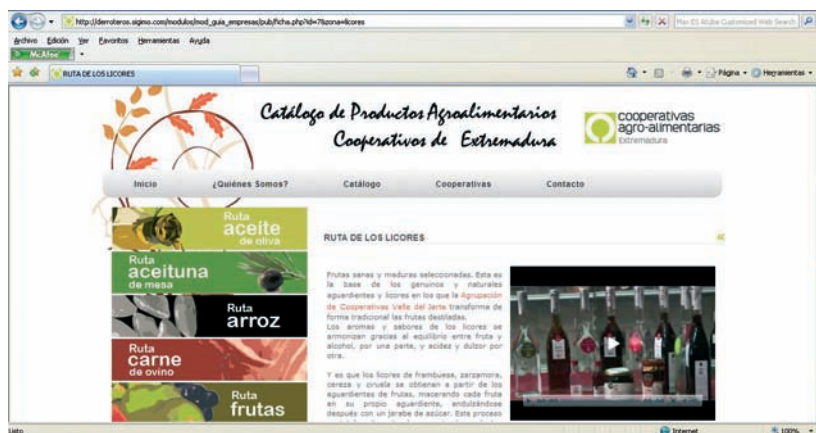 http://derroteros.sigimo.com/modulos/mod_guia_empresas/pub/ficha.php?id=7&zona=licores
Archivo Edición Ver Favoritos Herramientas Ayuda
McAfee
RUTA DE LOS LICORES
Página
Herramientas
Catálogo de Productos Agroalimentarios
Cooperativos de Extremadura
cooperativas
agro-alimentarias
Extremadura
Inicio ¿Quiénes Somos? Catálogo Cooperativas Contacto
Ruta
aceite
de oliva
Ruta
aceituna
de mesa
Ruta
arroz
Ruta
carne
de ovino
Ruta
frutas
RUTA DE LOS LICORES
Frutas sanas y maduras seleccionadas. Esta es
la base de los genuinos y naturales
aguardientes y licores en los que la Agrupación
de Cooperativas Valle del Jerte transforma de
forma tradicional las frutas destiladas.
Los aromas y sabores de los licores se
armonizan gracias al equilibrio entre fruta y
alcohol, por una parte, y acidez y dulzor por
otra.
Y es que los licores de frambuesa, zarzamora,
cereza y ciruela se obtienen a partir de los
aguardientes de frutas, macerando cada fruta
en su propio aguardiente, endulzándose
después con un jarabe de azúcar. Este proceso
Listo
Internet
100%